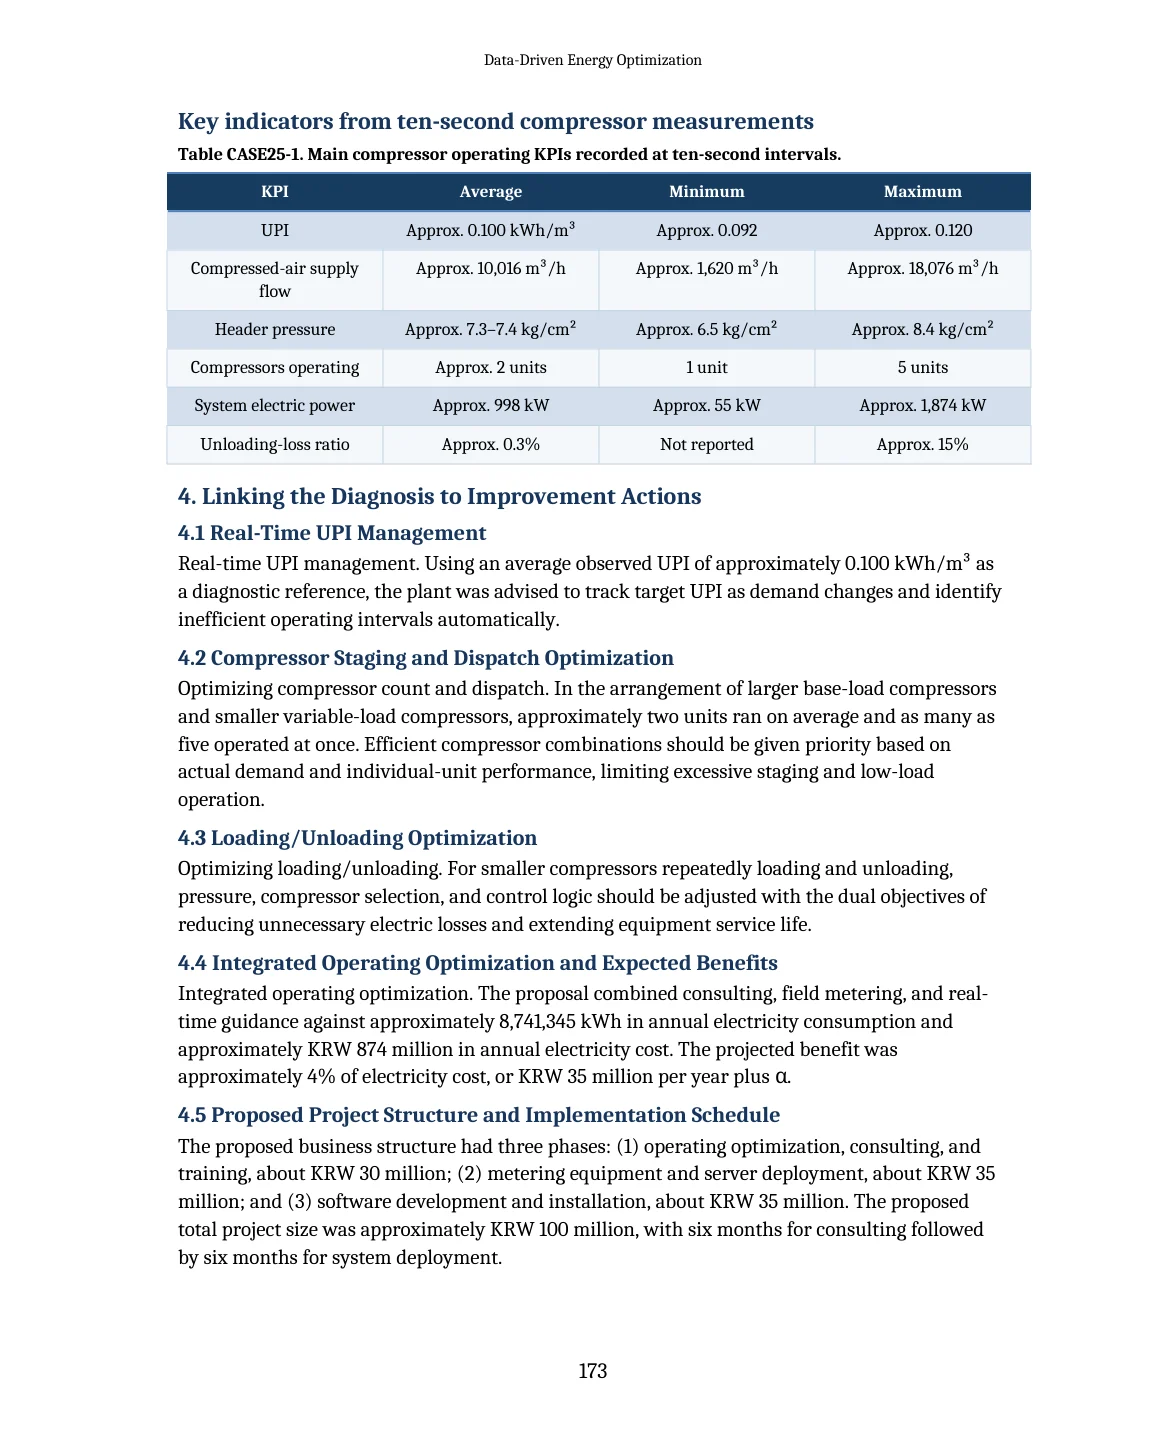 Data-Driven Energy Optimization
Key indicators from ten-second compressor measurements
Table CASE25-1. Main compressor operating KPIs recorded at ten-second intervals.
KPI Average Minimum Maximum
UPI Approx. 0.100 kWh/m³ Approx. 0.092 Approx. 0.120
Compressed-air supply flow Approx. 10,016 m³/h Approx. 1,620 m³/h Approx. 18,076 m³/h
Header pressure Approx. 7.3–7.4 kg/cm² Approx. 6.5 kg/cm² Approx. 8.4 kg/cm²
Compressors operating Approx. 2 units 1 unit 5 units
System electric power Approx. 998 kW Approx. 55 kW Approx. 1,874 kW
Unloading-loss ratio Approx. 0.3% Not reported Approx. 15%
4. Linking the Diagnosis to Improvement Actions
4.1 Real-Time UPI Management
Real-time UPI management. Using an average observed UPI of approximately 0.100 kWh/m³ as
a diagnostic reference, the plant was advised to track target UPI as demand changes and identify
inefficient operating intervals automatically.
4.2 Compressor Staging and Dispatch Optimization
Optimizing compressor count and dispatch. In the arrangement of larger base-load compressors
and smaller variable-load compressors, approximately two units ran on average and as many as
five operated at once. Efficient compressor combinations should be given priority based on
actual demand and individual-unit performance, limiting excessive staging and low-load
operation.
4.3 Loading/Unloading Optimization
Optimizing loading/unloading. For smaller compressors repeatedly loading and unloading,
pressure, compressor selection, and control logic should be adjusted with the dual objectives of
reducing unnecessary electric losses and extending equipment service life.
4.4 Integrated Operating Optimization and Expected Benefits
Integrated operating optimization. The proposal combined consulting, field metering, and real-
time guidance against approximately 8,741,345 kWh in annual electricity consumption and
approximately KRW 874 million in annual electricity cost. The projected benefit was
approximately 4% of electricity cost, or KRW 35 million per year plus α.
4.5 Proposed Project Structure and Implementation Schedule
The proposed business structure had three phases: (1) operating optimization, consulting, and
training, about KRW 30 million; (2) metering equipment and server deployment, about KRW 35
million; and (3) software development and installation, about KRW 35 million. The proposed
total project size was approximately KRW 100 million, with six months for consulting followed
by six months for system deployment.
173